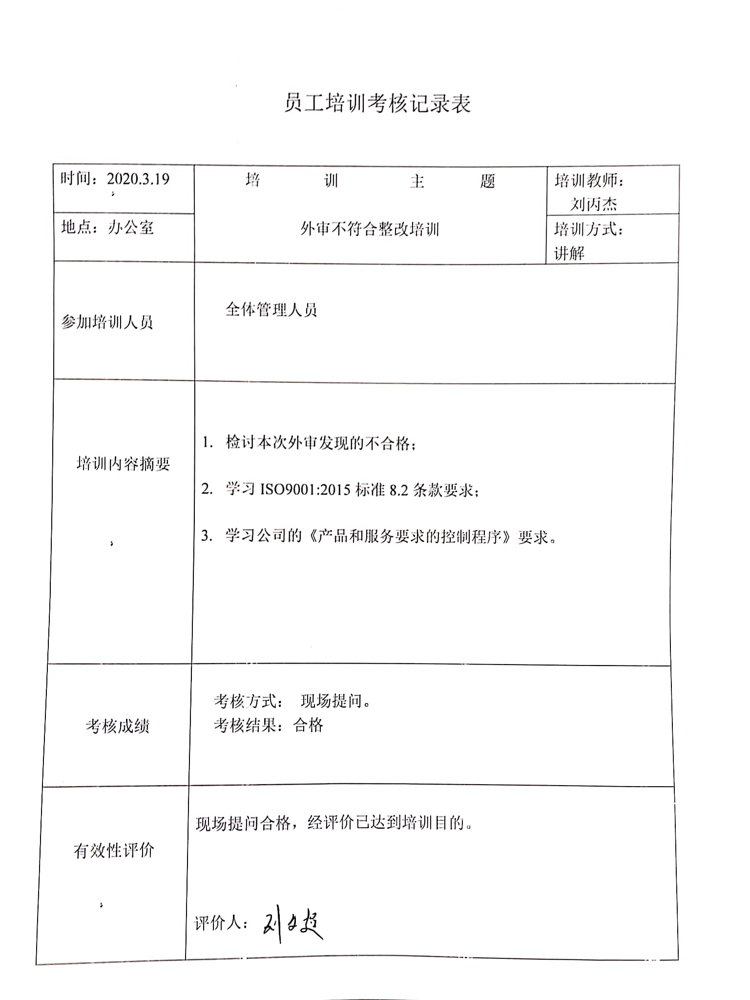 员工培训考核记录表
时间：2020.3.19
培 训 主 题
培训教师：
刘丙杰
地点：办公室
外审不符合整改培训
培训方式：
讲解
参加培训人员
全体管理人员
培训内容摘要
1. 检讨本次外审发现的不合格；
2. 学习 ISO9001:2015 标准 8.2 条款要求；
3. 学习公司的《产品和服务要求的控制程序》要求。
考核成绩
考核方式： 现场提问。
考核结果：合格
有效性评价
现场提问合格，经评价已达到培训目的。
评价人：刘文超